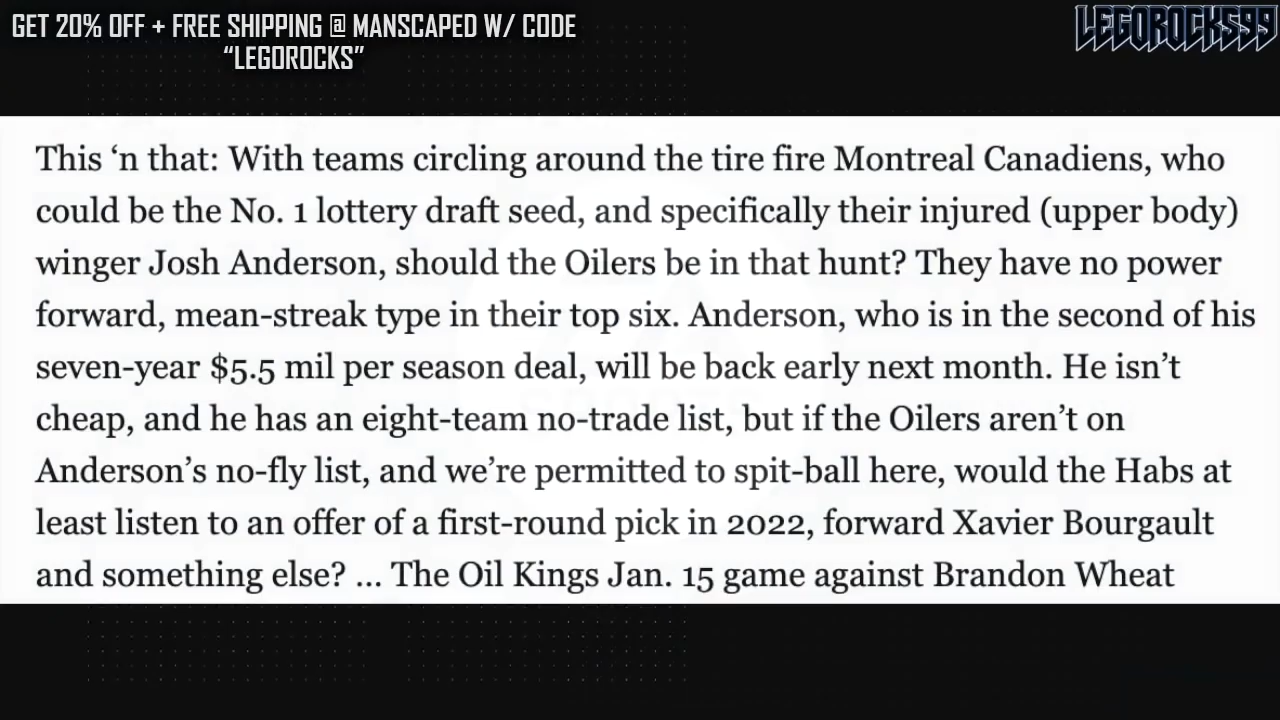 GET 20% OFF + FREE SHIPPING @ MANSCAPED W/ CODE
“LEGOROCKS”
LEGOROCKS99
This ‘n that: With teams circling around the tire fire Montreal Canadiens, who
could be the No. 1 lottery draft seed, and specifically their injured (upper body)
winger Josh Anderson, should the Oilers be in that hunt? They have no power
forward, mean-streak type in their top six. Anderson, who is in the second of his
seven-year $5.5 mil per season deal, will be back early next month. He isn’t
cheap, and he has an eight-team no-trade list, but if the Oilers aren’t on
Anderson’s no-fly list, and we’re permitted to spit-ball here, would the Habs at
least listen to an offer of a first-round pick in 2022, forward Xavier Bourgault
and something else? ... The Oil Kings Jan. 15 game against Brandon Wheat